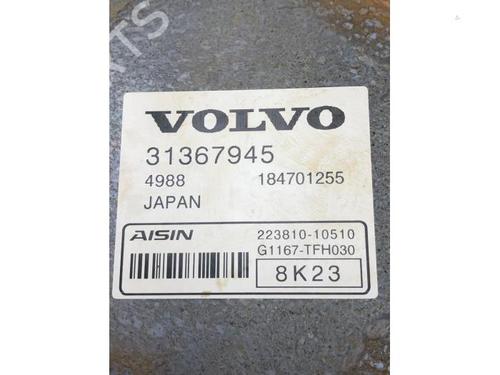 VOLVO
31367945
4988 184701255
JAPAN
AISIN 223810-10510
G1167-TFH030
8K23